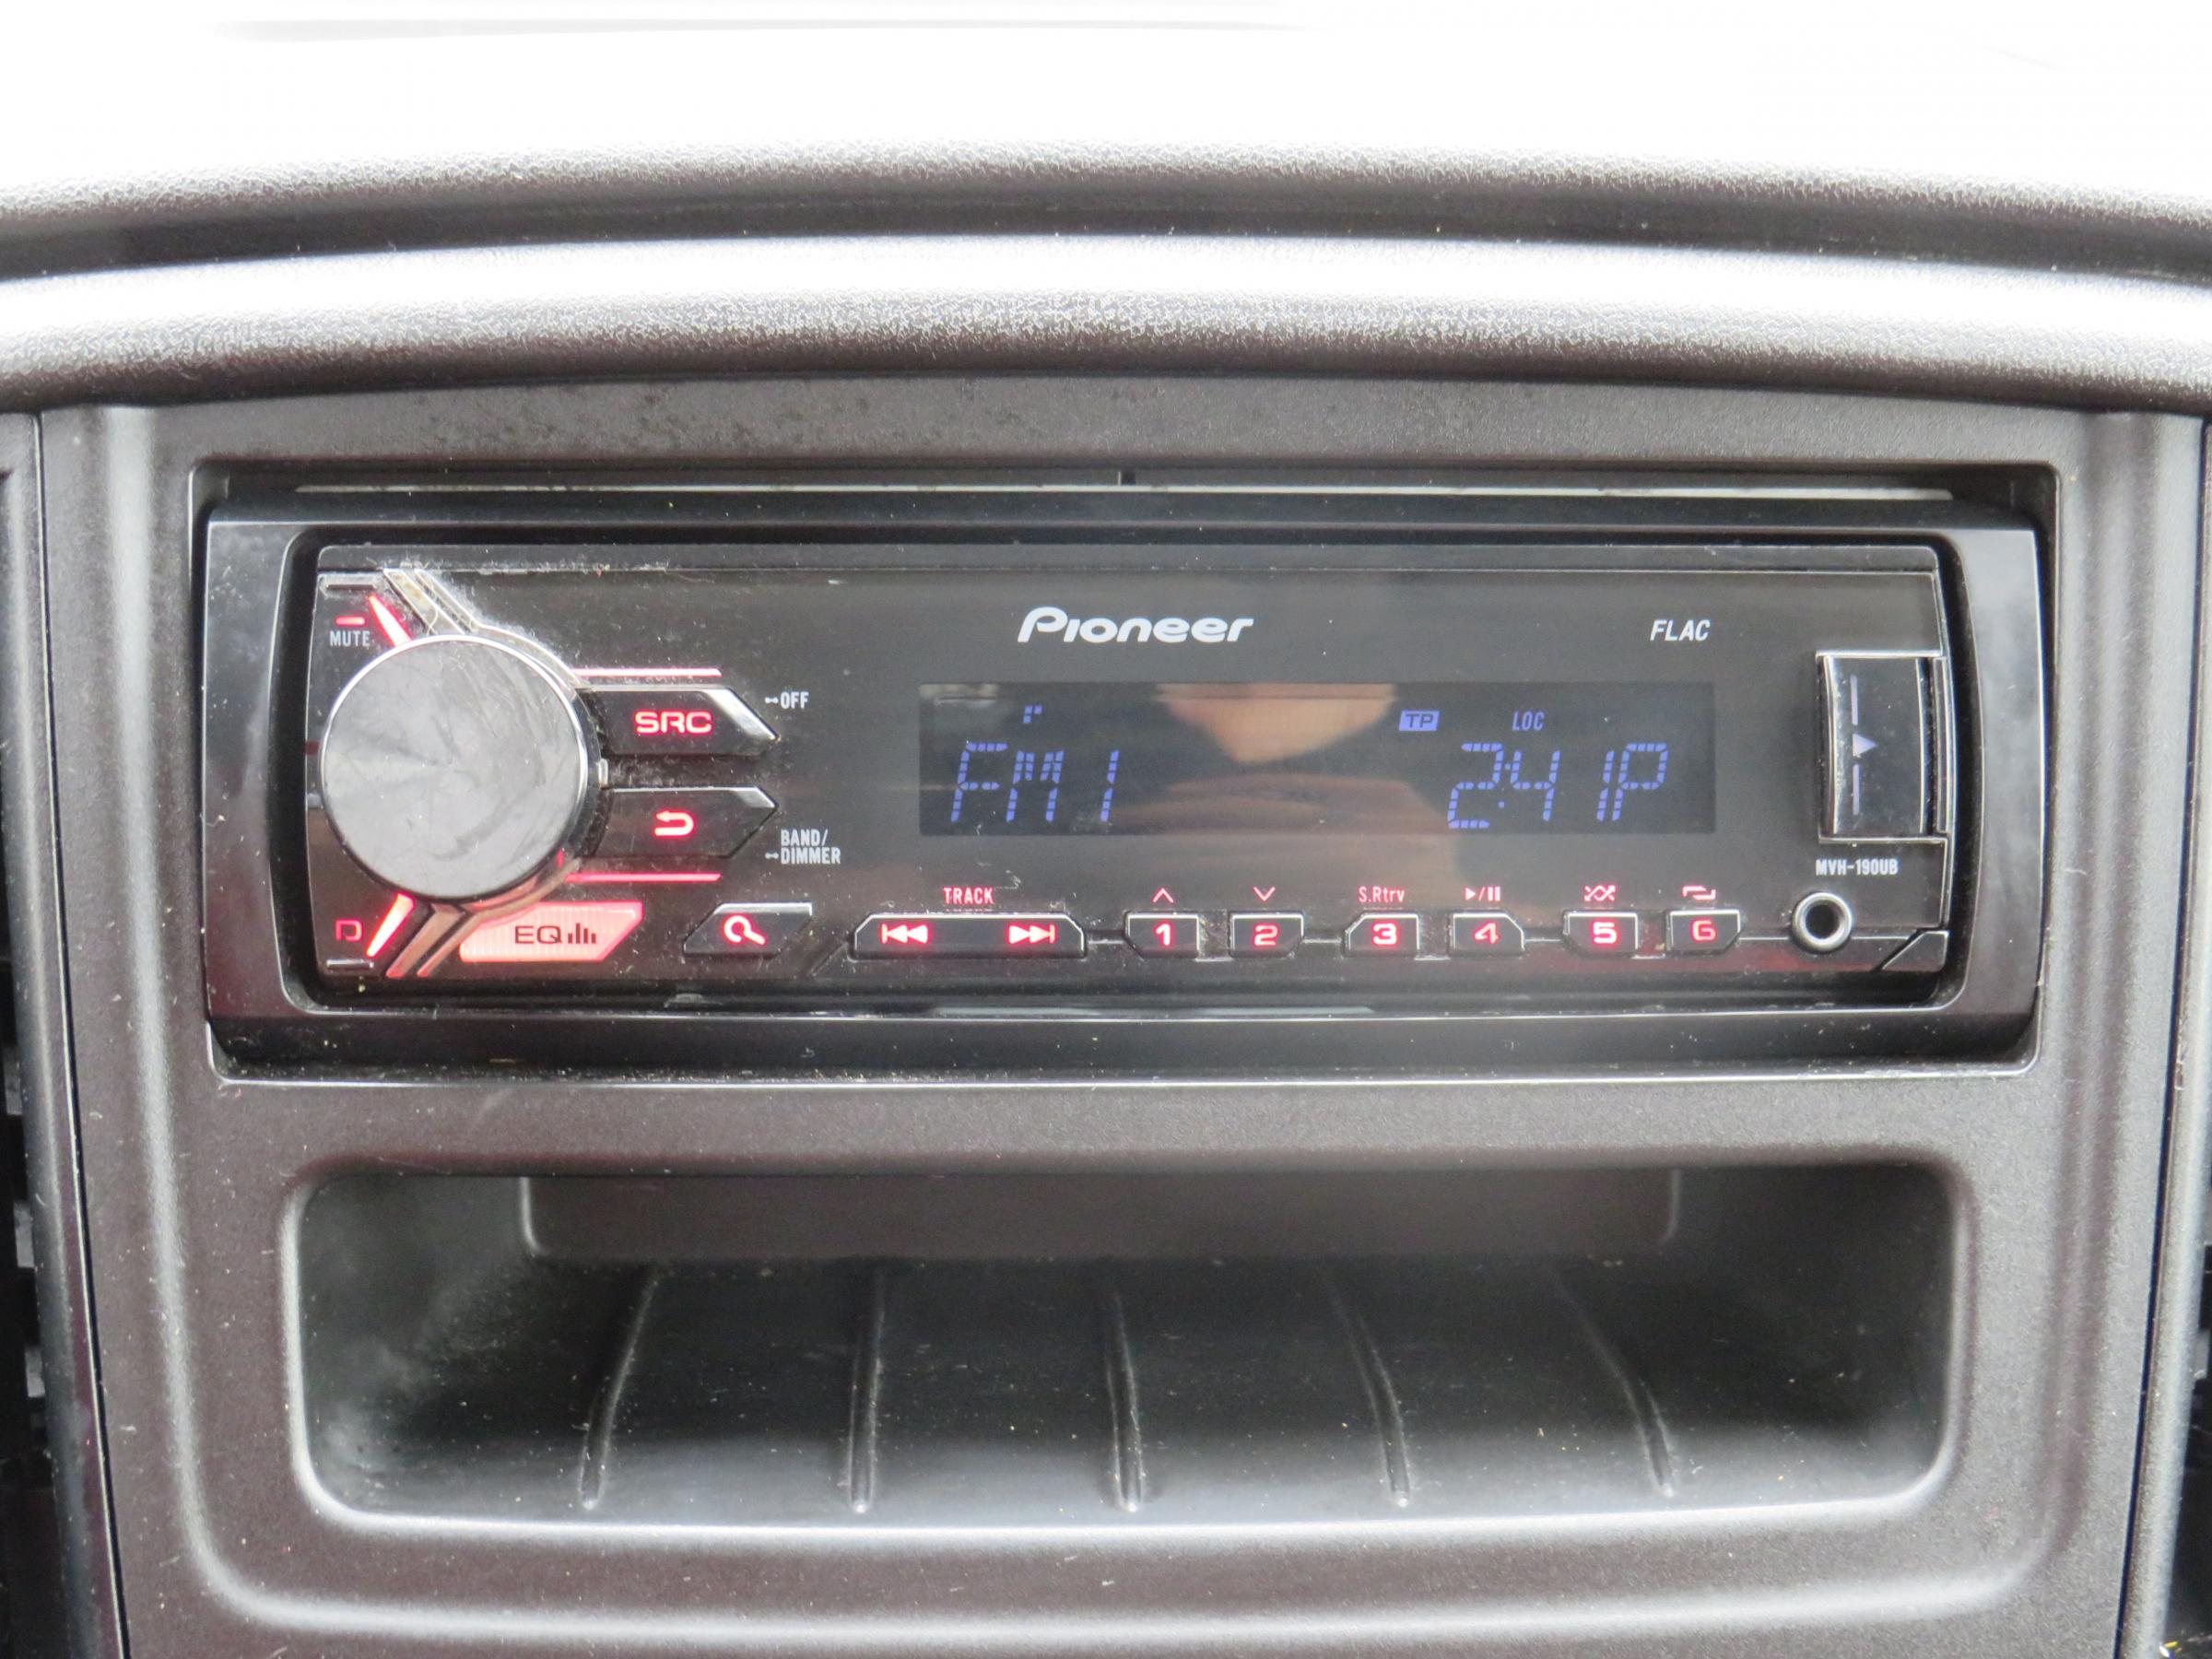 Pioneer
FLAC
MUTE
SRC
OFF
TP
LOC
FM1
2:41P
BAND/
DIMMER
MVH-190UB
TRACK
S.Rtrv
D
EQ
1
2
3
4
5
6